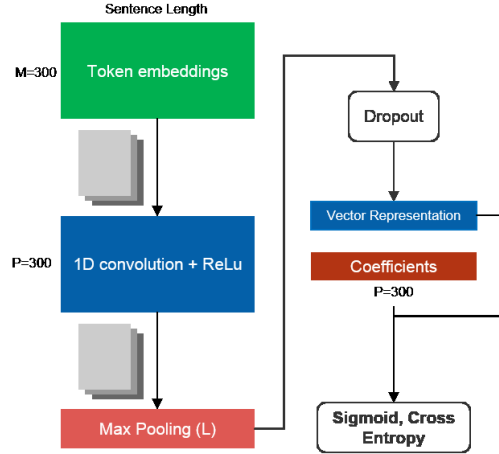 Sentence Length
M=300
Token embeddings
P=300
1D convolution + ReLu
Max Pooling (L)
Dropout
Vector Representation
Coefficients
P=300
Sigmoid, Cross
Entropy